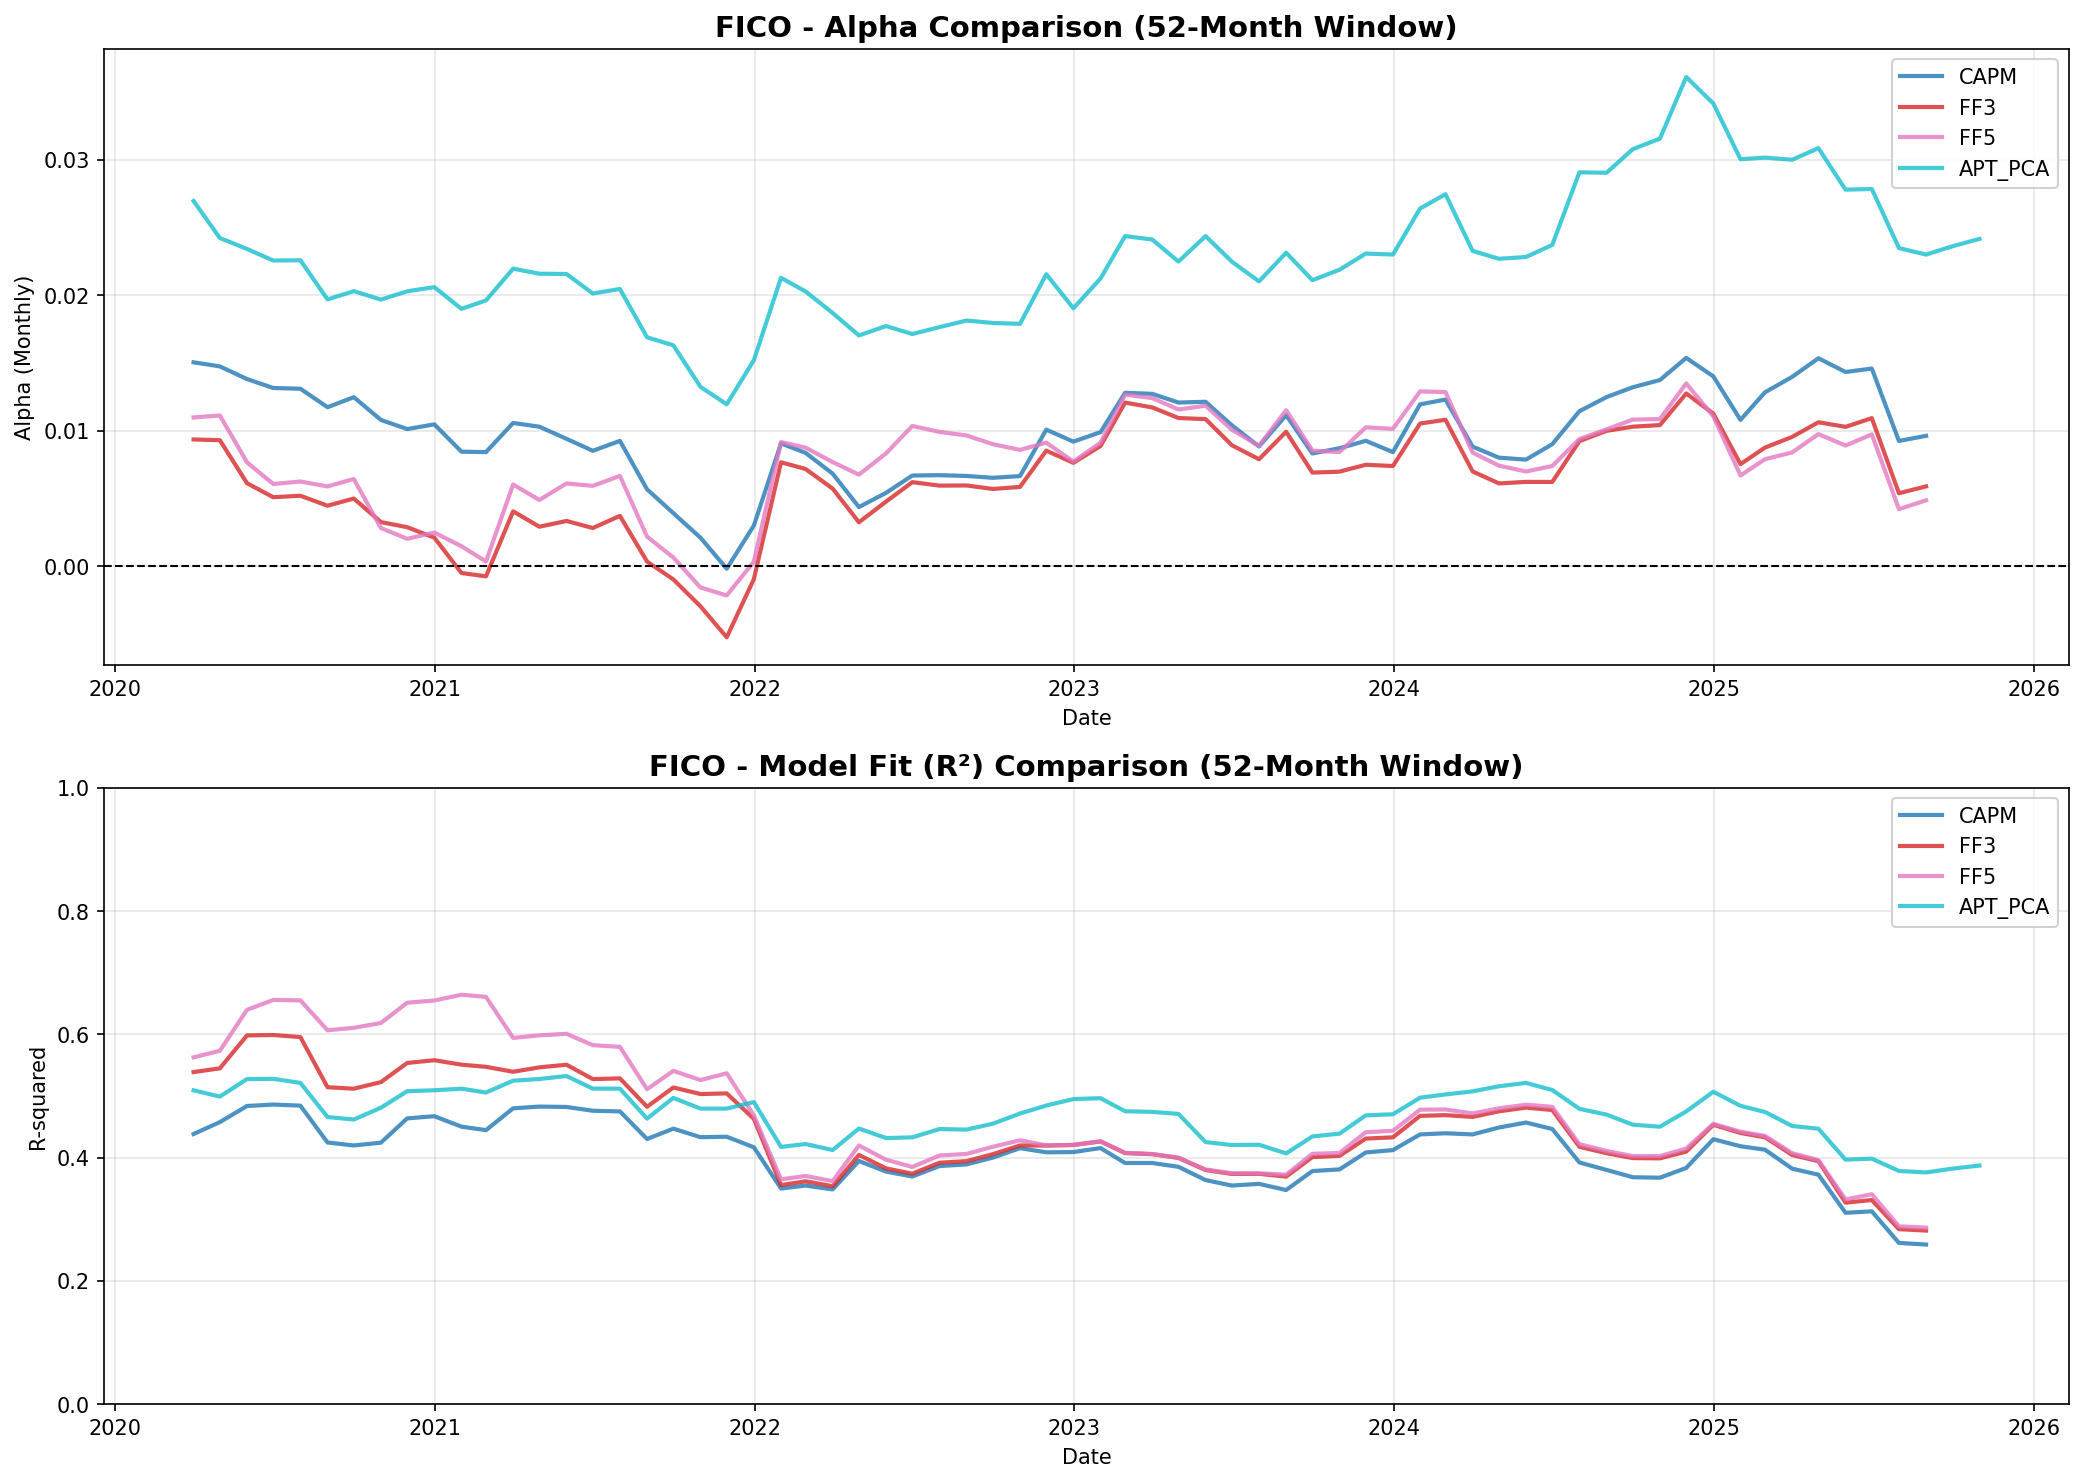 FICO - Alpha Comparison (52-Month Window)
CAPM
FF3
FF5
APT_PCA
Alpha (Monthly)
0.03
0.02
0.01
0.00
2020 2021 2022 2023 2024 2025 2026
Date
FICO - Model Fit (R²) Comparison (52-Month Window)
CAPM
FF3
FF5
APT_PCA
R-squared
1.0
0.8
0.6
0.4
0.2
0.0
2020 2021 2022 2023 2024 2025 2026
Date